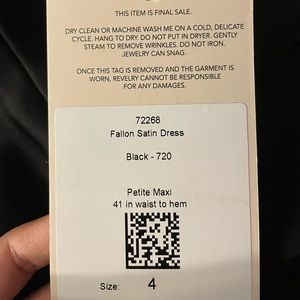 THIS ITEM IS FINAL SALE.
DRY CLEAN OR MACHINE WASH ME ON A COLD, DELICATE
CYCLE. HANG TO DRY. DO NOT PUT IN DRYER. GENTLY
STEAM TO REMOVE WRINKLES. DO NOT IRON.
JEWELRY CAN SNAG.
ONCE THIS TAG IS REMOVED AND THE GARMENT IS
WORN, REVELRY CANNOT BE RESPONSIBLE
FOR ANY DAMAGES.
72268
Fallon Satin Dress
Black - 720
Petite Maxi
41 in waist to hem
Size: 4